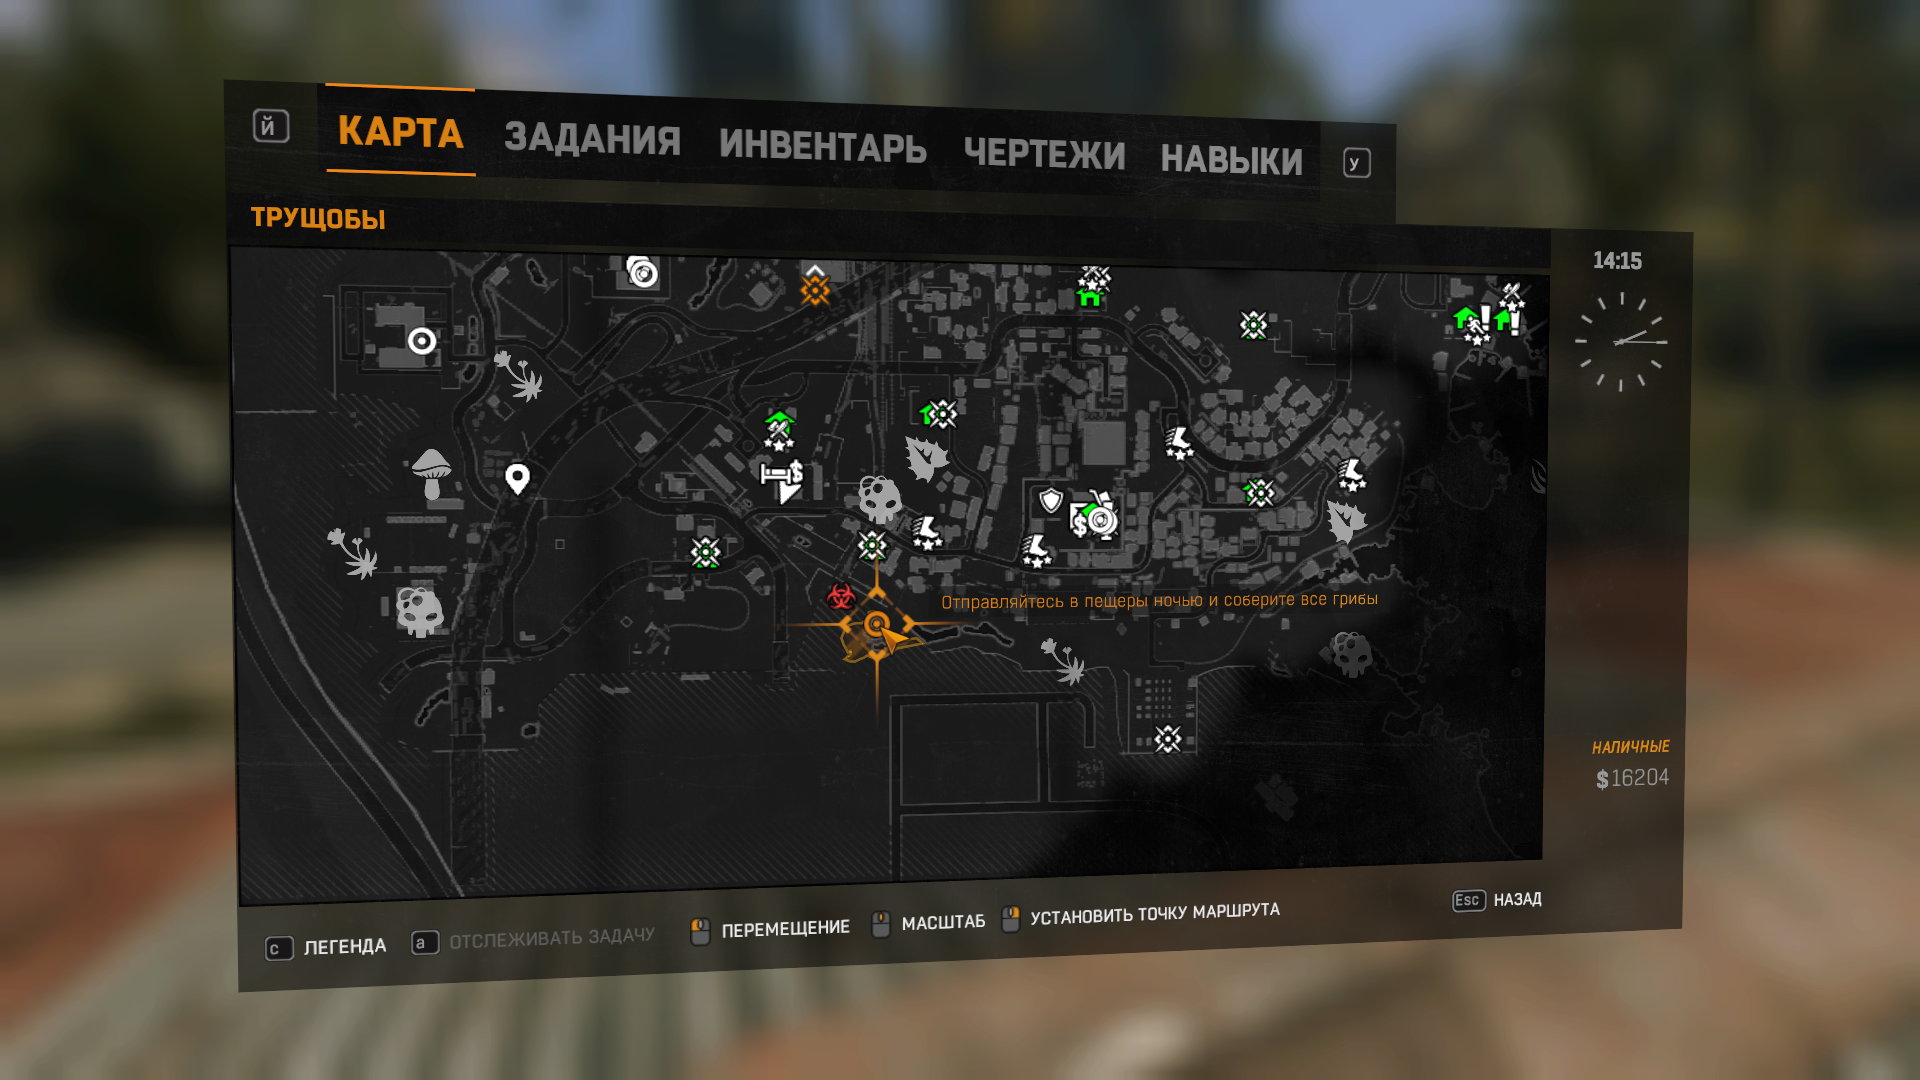 Й
КАРТА
ЗАДАНИЯ
ИНВЕНТАРЬ
ЧЕРТЕЖИ
НАВЫКИ
У
ТРУЩОБЫ
14:15
Отправляйтесь в пещеры ночью и соберите все грибы
НАЛИЧНЫЕ
$16204
с ЛЕГЕНДА
а ОТСЛЕЖИВАТЬ ЗАДАЧУ
ПЕРЕМЕЩЕНИЕ
МАСШТАБ
УСТАНОВИТЬ ТОЧКУ МАРШРУТА
Esc НАЗАД